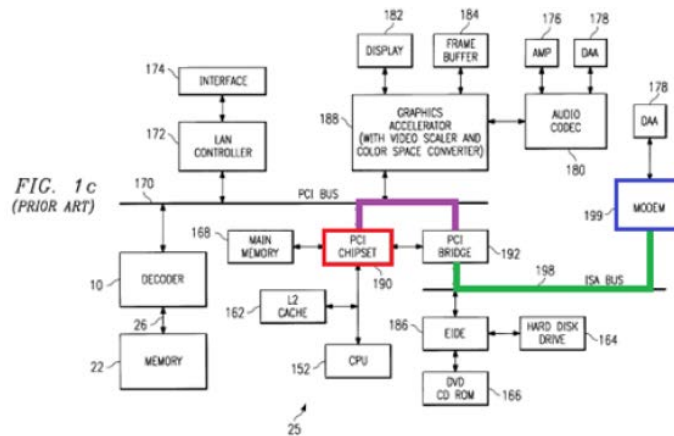 182
184
176
178
DISPLAY
FRAME
BUFFER
AMP
DAA
174
INTERFACE
178
172
LAN
CONTROLLER
188
GRAPHICS
ACCELERATOR
(WITH VIDEO SCALER AND
COLOR SPACE CONVERTER)
AUDIO
CODEC
180
DAA
FIG. 1c
(PRIOR ART)
170
PCI BUS
MODEM
199
168
MAIN
MEMORY
PCI
CHIPSET
190
PCI
BRIDGE
192
10
DECODER
198
ISA BUS
26
162
L2
CACHE
186
EIDE
HARD DISK
DRIVE
164
22
MEMORY
152
CPU
DVD
CD ROM
166
25